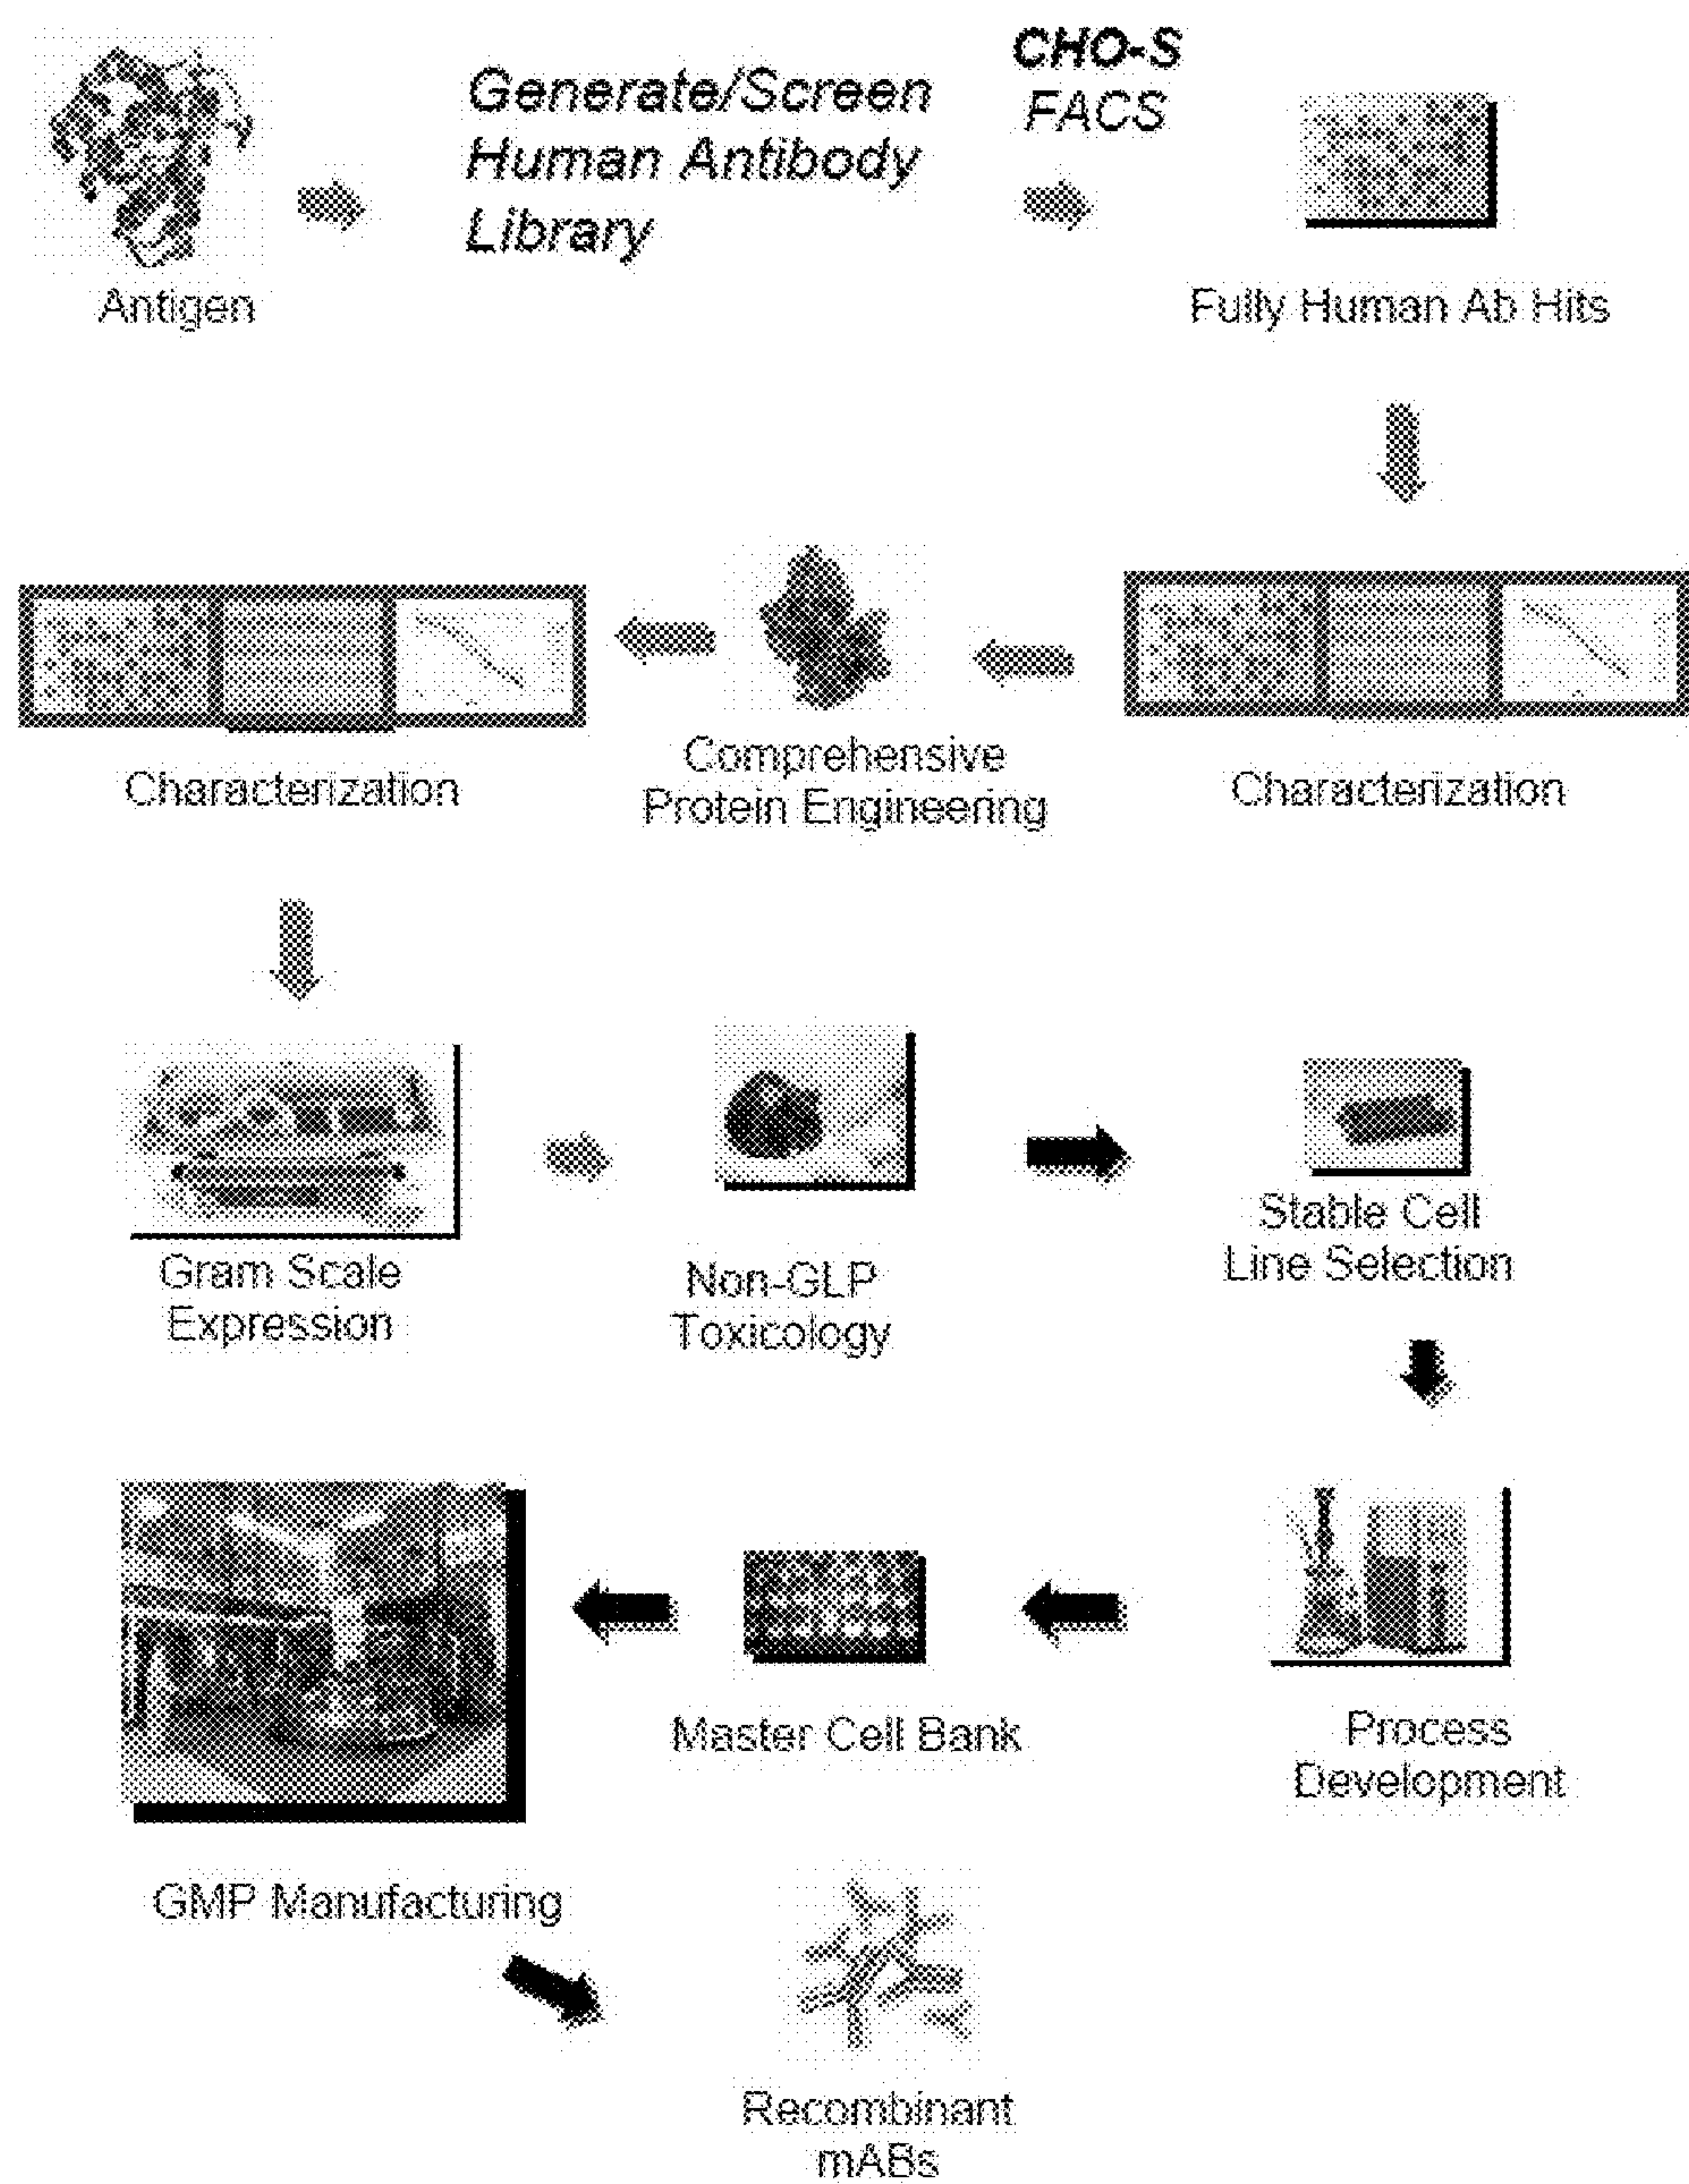 Generate/Screen
Human Antibody
Library
CHO-S
FACS
Antigen
Fully Human Ab Hits
Characterization
Comprehensive
Protein Engineering
Characterization
Gram Scale
Expression
Non-GLP
Toxicology
Stable Cell
Line Selection
GMP Manufacturing
Master Cell Bank
Process
Development
Recombinant
mABs